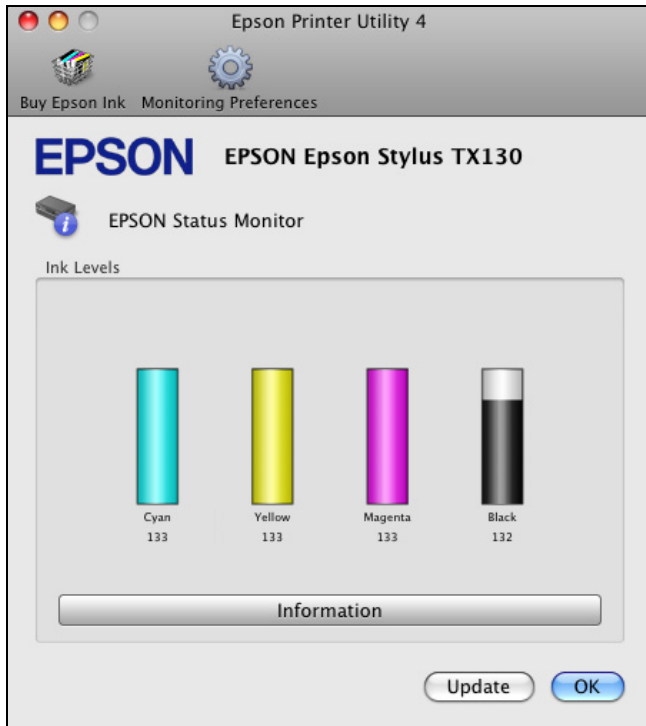 Epson Printer Utility 4
Buy Epson Ink Monitoring Preferences
EPSON EPSON Epson Stylus TX130
EPSON Status Monitor
Ink Levels
Cyan Yellow Magenta Black
133 133 133 132
Information
Update OK